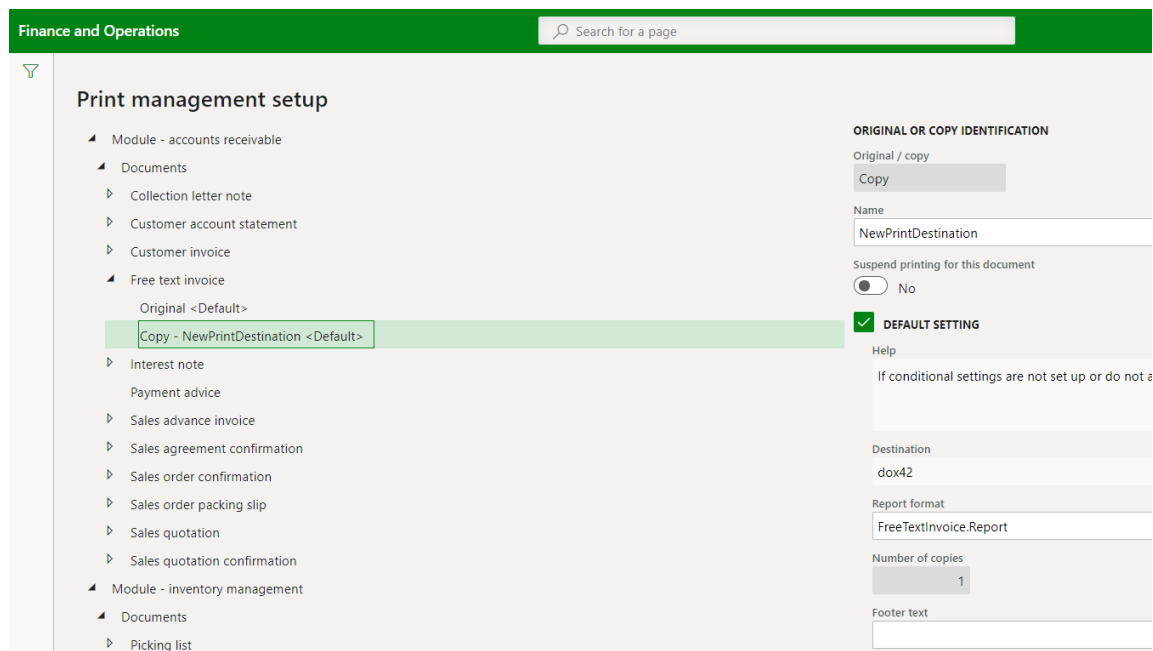 Finance and Operations
Search for a page
Print management setup
Module - accounts receivable
Documents
Collection letter note
Customer account statement
Customer invoice
Free text invoice
Original <Default>
Copy - NewPrintDestination <Default>
Interest note
Payment advice
Sales advance invoice
Sales agreement confirmation
Sales order confirmation
Sales order packing slip
Sales quotation
Sales quotation confirmation
Module - inventory management
Documents
Picking list
ORIGINAL OR COPY IDENTIFICATION
Original / copy
Copy
Name
NewPrintDestination
Suspend printing for this document
No
DEFAULT SETTING
Help
If conditional settings are not set up or do not a
Destination
dox42
Report format
FreeTextInvoice.Report
Number of copies
1
Footer text